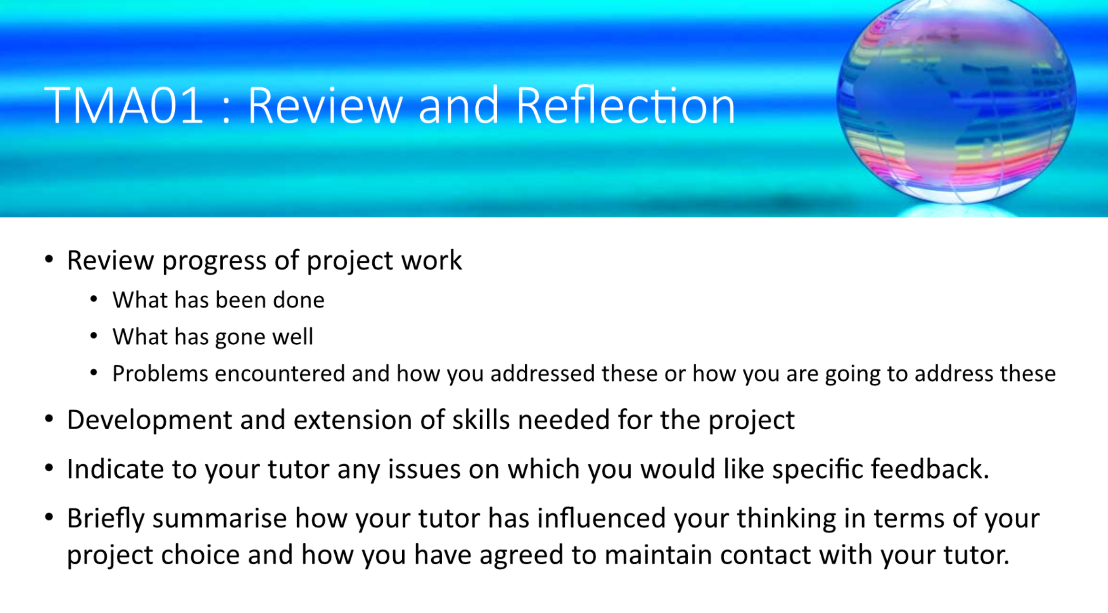 TMA01 : Review and Reflection
• Review progress of project work
• What has been done
• What has gone well
• Problems encountered and how you addressed these or how you are going to address these
• Development and extension of skills needed for the project
• Indicate to your tutor any issues on which you would like specific feedback.
• Briefly summarise how your tutor has influenced your thinking in terms of your
project choice and how you have agreed to maintain contact with your tutor.